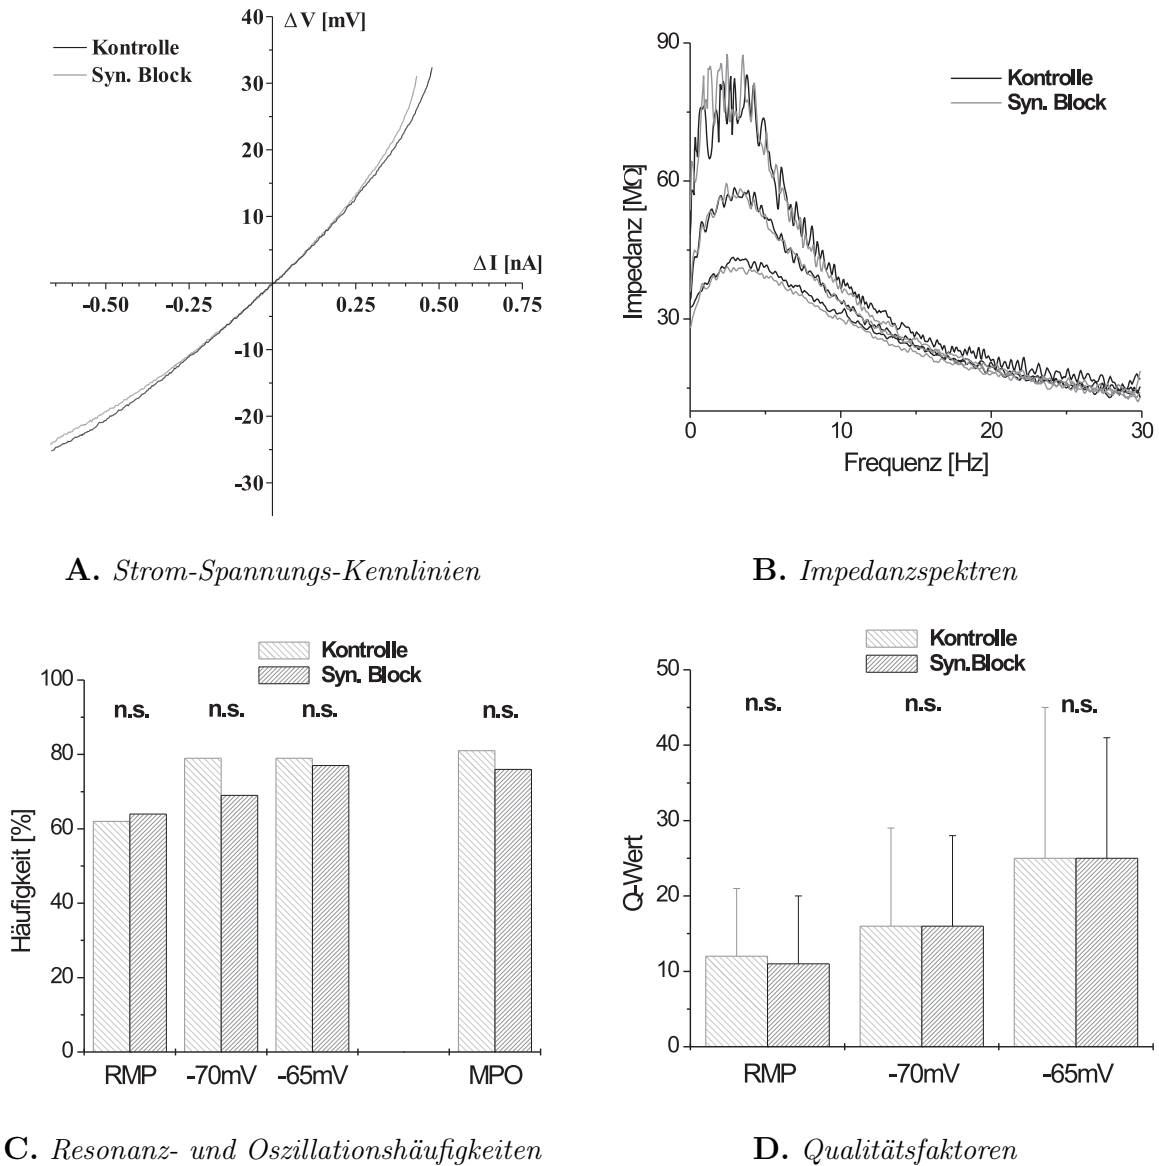 40
ΔV [mV]
Kontrolle
Syn. Block
30
20
10
ΔI [nA]
-0.50
-0.25
0.25
0.50
0.75
-10
-20
-30
A. Strom-Spannungs-Kennlinien
90
Kontrolle
Syn. Block
60
Impedanz [MΩ]
30
0
10
20
30
Frequenz [Hz]
B. Impedanzspektren
Kontrolle
Syn. Block
100
n.s.
n.s.
n.s.
n.s.
80
60
Häufigkeit [%]
40
20
0
RMP
-70mV
-65mV
MPO
C. Resonanz- und Oszillationshäufigkeiten
Kontrolle
Syn.Block
50
n.s.
n.s.
n.s.
40
30
Q-Wert
20
10
0
RMP
-70mV
-65mV
D. Qualitätsfaktoren